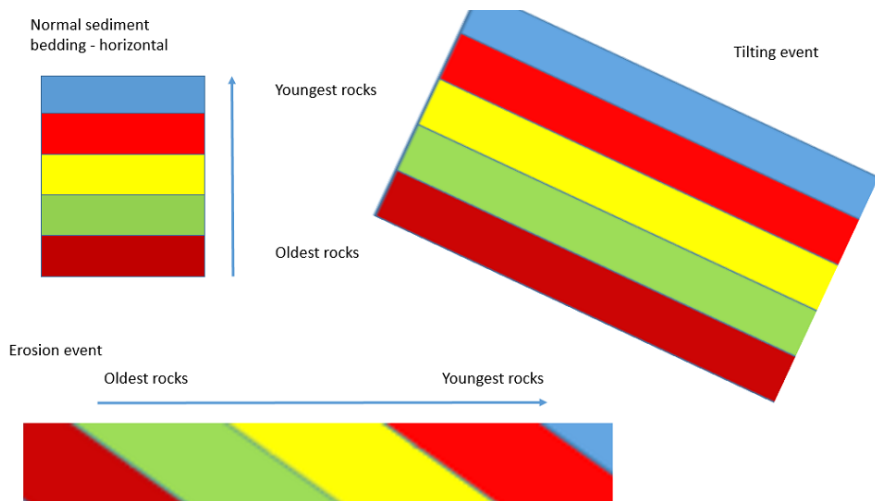 Normal sediment
bedding - horizontal
Tilting event
Youngest rocks
Oldest rocks
Erosion event
Oldest rocks
Youngest rocks